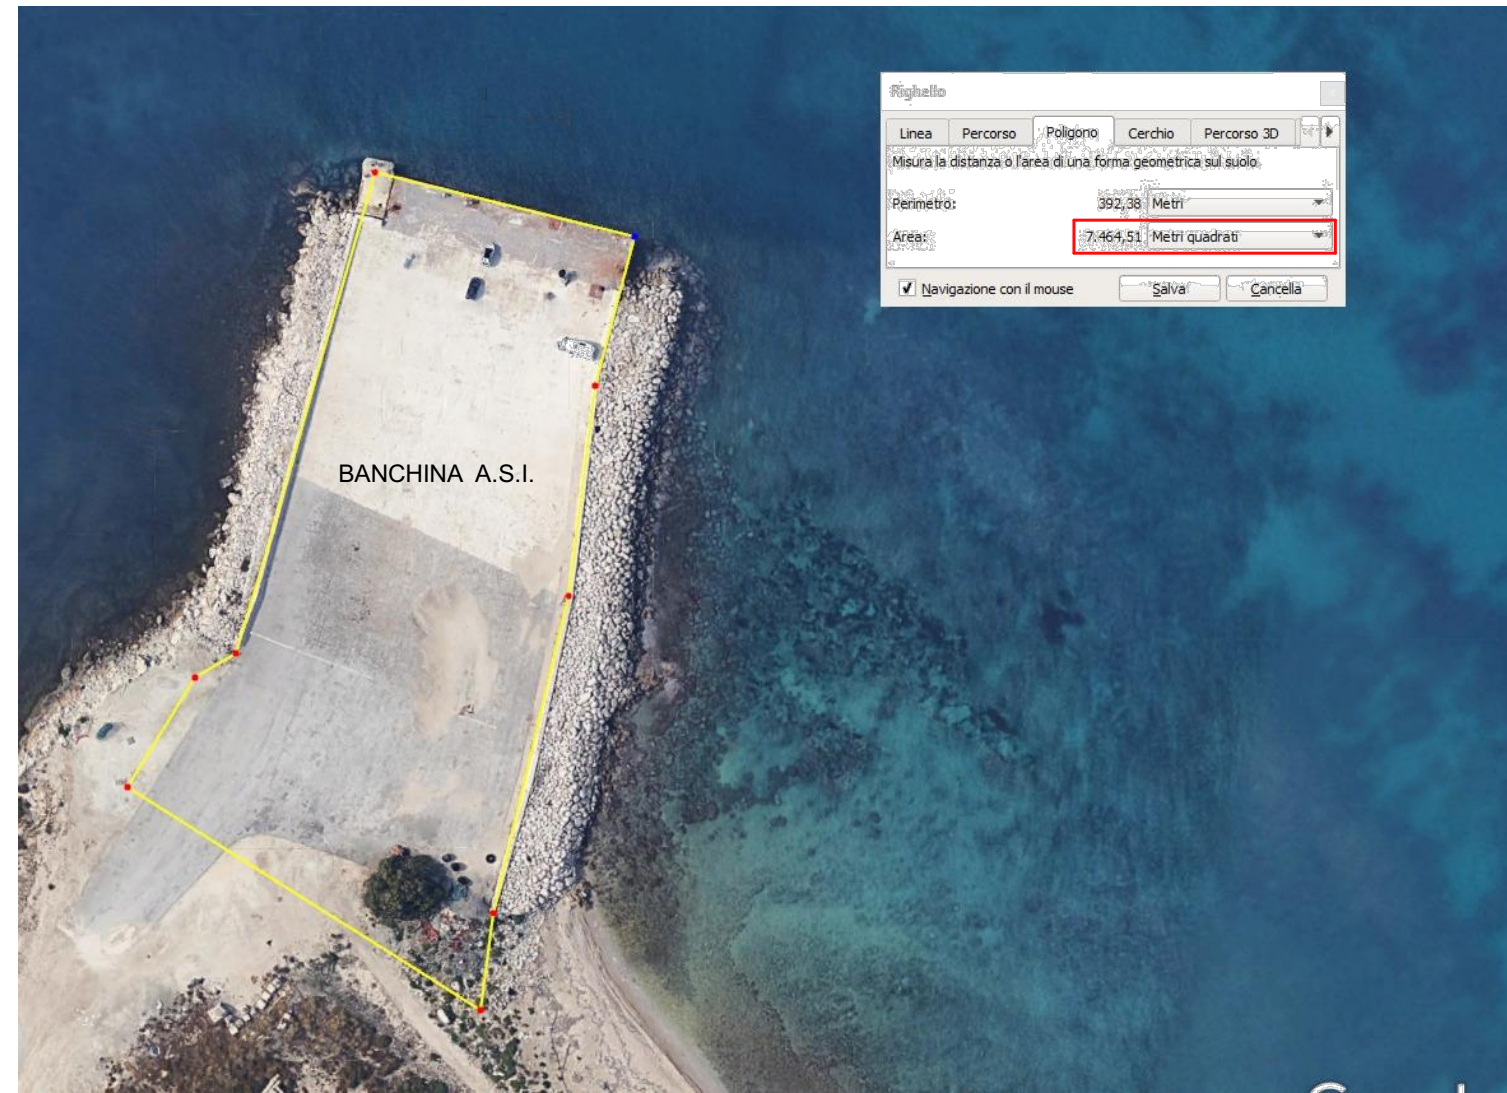 Righello
Linea Percorso Poligono Cerchio Percorso 3D
Misura la distanza o l'area di una forma geometrica sul suolo
Perimetro: 392,38 Metri
Area: 7.464,51 Metri quadrati
Navigazione con il mouse Salva Cancella
BANCHINA A.S.I.